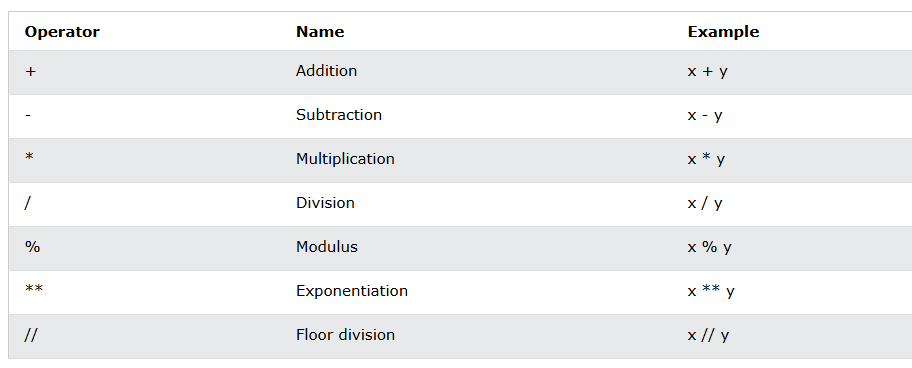 Operator Name Example
+ Addition x + y
- Subtraction x - y
* Multiplication x * y
/ Division x / y
% Modulus x % y
** Exponentiation x ** y
// Floor division x // y